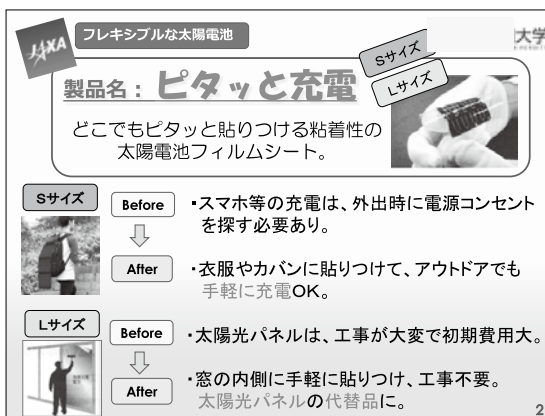 JAXA
フレキシブルな太陽電池
大学
Sサイズ
Lサイズ
製品名：ピタッと充電
どこでもピタッと貼りつける粘着性の
太陽電池フィルムシート。
Sサイズ
Before
・スマホ等の充電は、外出時に電源コンセント
を探す必要あり。
After
・衣服やカバンに貼りつけて、アウトドアでも
手軽に充電OK。
Lサイズ
Before
・太陽光パネルは、工事が大変で初期費用大。
After
・窓の内側に手軽に貼りつけ、工事不要。
太陽光パネルの代替品に。
2